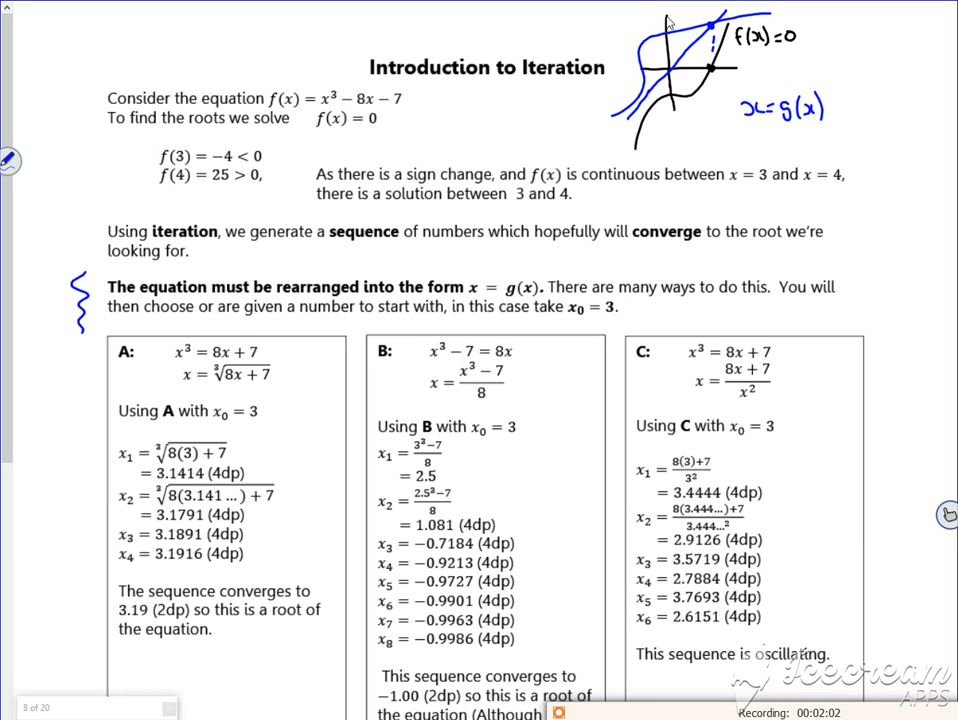 f(x)=0
Introduction to Iteration
x=g(x)
Consider the equation f(x) = x³ − 8x − 7
To find the roots we solve f(x) = 0
f(3) = −4 < 0
f(4) = 25 > 0, As there is a sign change, and f(x) is continuous between x = 3 and x = 4,
there is a solution between 3 and 4.
Using iteration, we generate a sequence of numbers which hopefully will converge to the root we’re
looking for.
The equation must be rearranged into the form x = g(x). There are many ways to do this. You will
then choose or are given a number to start with, in this case take x₀ = 3.
A: x³ = 8x + 7
x = ∛(8x + 7)
Using A with x₀ = 3
x₁ = ∛(8(3) + 7)
= 3.1414 (4dp)
x₂ = ∛(8(3.141 …) + 7)
= 3.1791 (4dp)
x₃ = 3.1891 (4dp)
x₄ = 3.1916 (4dp)
The sequence converges to
3.19 (2dp) so this is a root of
the equation.
B: x³ − 7 = 8x
x = (x³ − 7)/8
Using B with x₀ = 3
x₁ = (3³−7)/8
= 2.5
x₂ = (2.5³−7)/8
= 1.081 (4dp)
x₃ = −0.7184 (4dp)
x₄ = −0.9213 (4dp)
x₅ = −0.9727 (4dp)
x₆ = −0.9901 (4dp)
x₇ = −0.9963 (4dp)
x₈ = −0.9986 (4dp)
This sequence converges to
−1.00 (2dp) so this is a root of
the equation (Although
C: x³ = 8x + 7
x = (8x + 7)/x²
Using C with x₀ = 3
x₁ = (8(3)+7)/3²
= 3.4444 (4dp)
x₂ = (8(3.444…)+7)/3.444…²
= 2.9126 (4dp)
x₃ = 3.5719 (4dp)
x₄ = 2.7884 (4dp)
x₅ = 3.7693 (4dp)
x₆ = 2.6151 (4dp)
This sequence is oscillating.
Icecream
APPS
8 of 20
Recording: 00:02:02